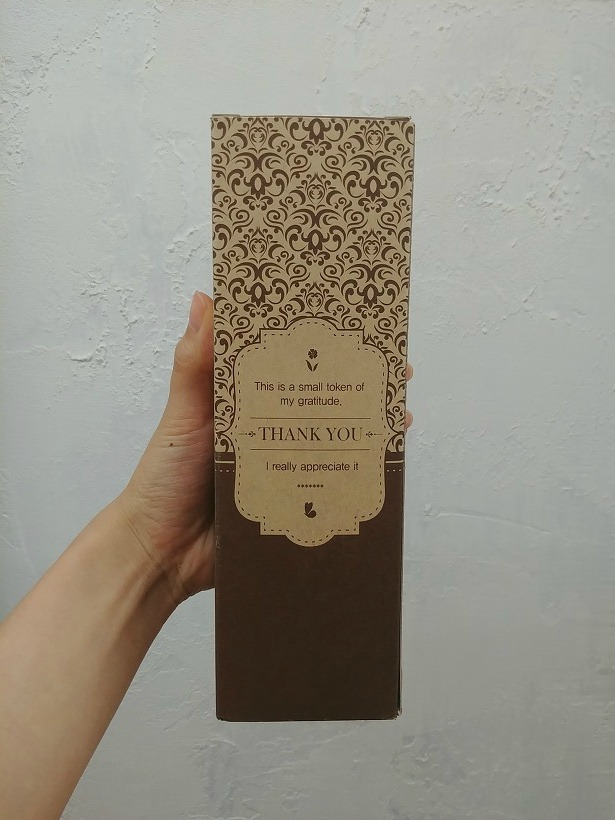 This is a small token of
my gratitude.
THANK YOU
I really appreciate it